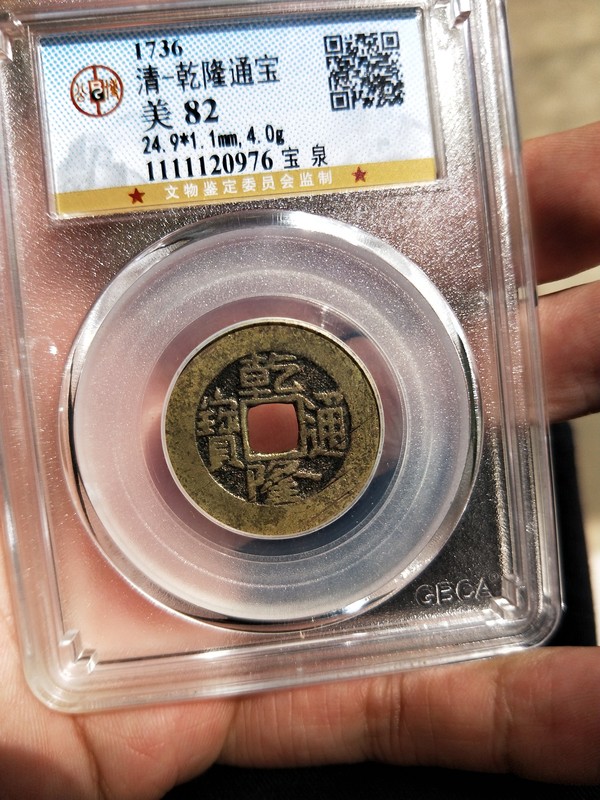 1736
清-乾隆通宝
美 82
24.9*1.1mm,4.0g
1111120976 宝 泉
★ 文物鉴定委员会监制 ★
乾隆通寶
GBCA